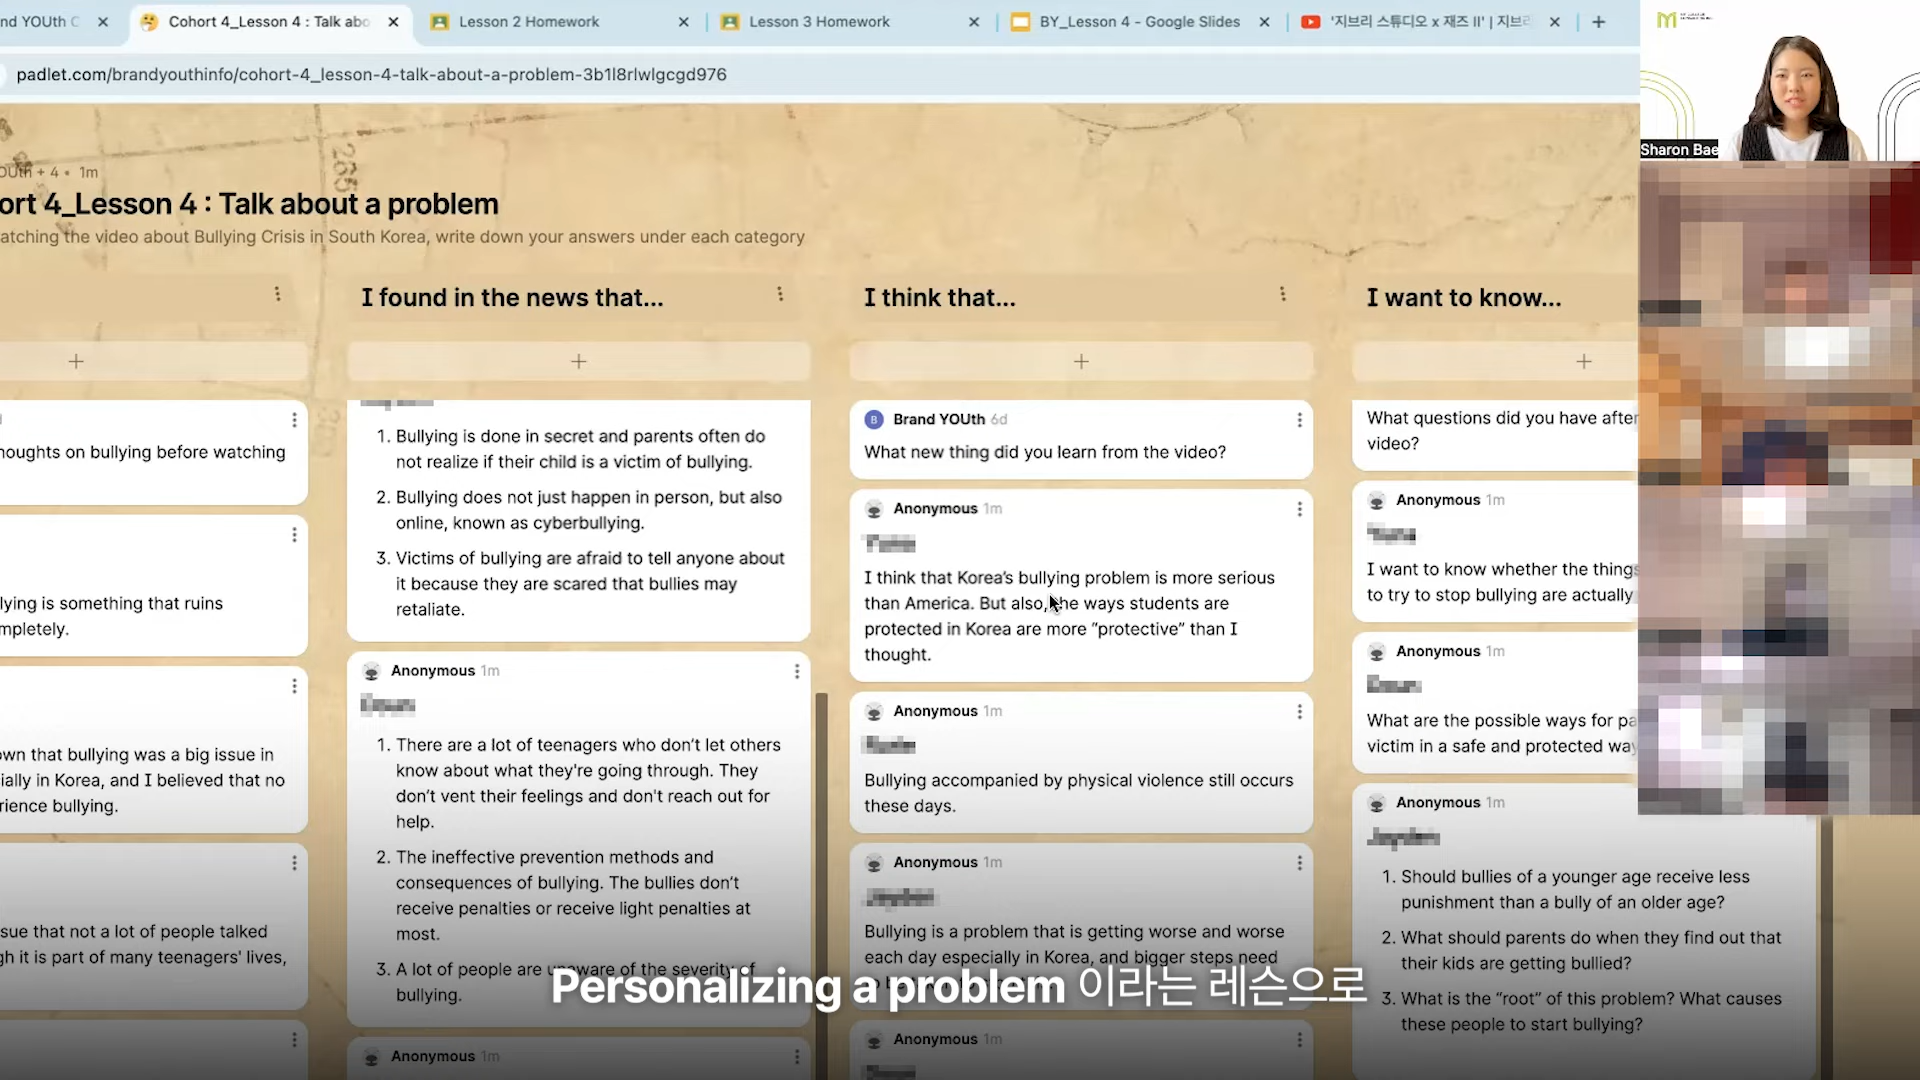 nd YOUth C
Cohort 4_Lesson 4 : Talk abo
Lesson 2 Homework
Lesson 3 Homework
BY_Lesson 4 - Google Slides
'지브리 스튜디오 x 재즈 II' | 지브
padlet.com/brandyouthinfo/cohort-4_lesson-4-talk-about-a-problem-3b1l8rlwlgcgd976
Sharon Bae
OUth + 4 • 1m
ort 4_Lesson 4 : Talk about a problem
atching the video about Bullying Crisis in South Korea, write down your answers under each category
houghts on bullying before watching
lying is something that ruins
mpletely.
own that bullying was a big issue in
ially in Korea, and I believed that no
rience bullying.
sue that not a lot of people talked
gh it is part of many teenagers' lives,
I found in the news that...
1. Bullying is done in secret and parents often do
not realize if their child is a victim of bullying.
2. Bullying does not just happen in person, but also
online, known as cyberbullying.
3. Victims of bullying are afraid to tell anyone about
it because they are scared that bullies may
retaliate.
Anonymous 1m
1. There are a lot of teenagers who don't let others
know about what they're going through. They
don't vent their feelings and don't reach out for
help.
2. The ineffective prevention methods and
consequences of bullying. The bullies don't
receive penalties or receive light penalties at
most.
3. A lot of people are unaware of the severity of
bullying.
Anonymous 1m
I think that...
B Brand YOUth 6d
What new thing did you learn from the video?
Anonymous 1m
I think that Korea's bullying problem is more serious
than America. But also, the ways students are
protected in Korea are more "protective" than I
thought.
Anonymous 1m
Bullying accompanied by physical violence still occurs
these days.
Anonymous 1m
Bullying is a problem that is getting worse and worse
each day especially in Korea, and bigger steps need
Anonymous 1m
I want to know...
What questions did you have after
video?
Anonymous 1m
I want to know whether the things
to try to stop bullying are actually
Anonymous 1m
What are the possible ways for pa
victim in a safe and protected way
Anonymous 1m
1. Should bullies of a younger age receive less
punishment than a bully of an older age?
2. What should parents do when they find out that
their kids are getting bullied?
3. What is the "root" of this problem? What causes
these people to start bullying?
Personalizing a problem 이라는 레슨으로